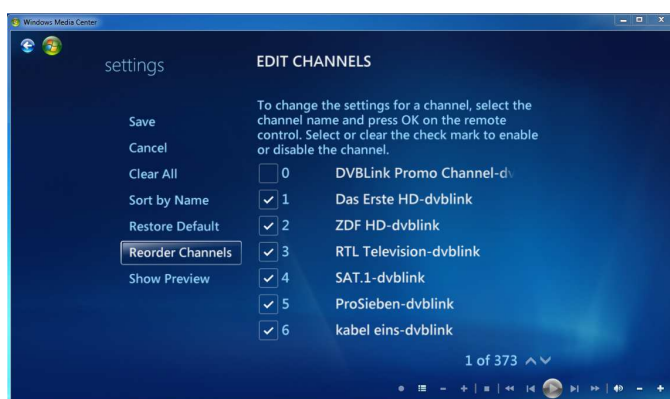 Windows Media Center
settings
EDIT CHANNELS
To change the settings for a channel, select the
channel name and press OK on the remote
control. Select or clear the check mark to enable
or disable the channel.
Save
Cancel
Clear All
Sort by Name
Restore Default
Reorder Channels
Show Preview
0 DVBLink Promo Channel-dv
1 Das Erste HD-dvblink
2 ZDF HD-dvblink
3 RTL Television-dvblink
4 SAT.1-dvblink
5 ProSieben-dvblink
6 kabel eins-dvblink
1 of 373